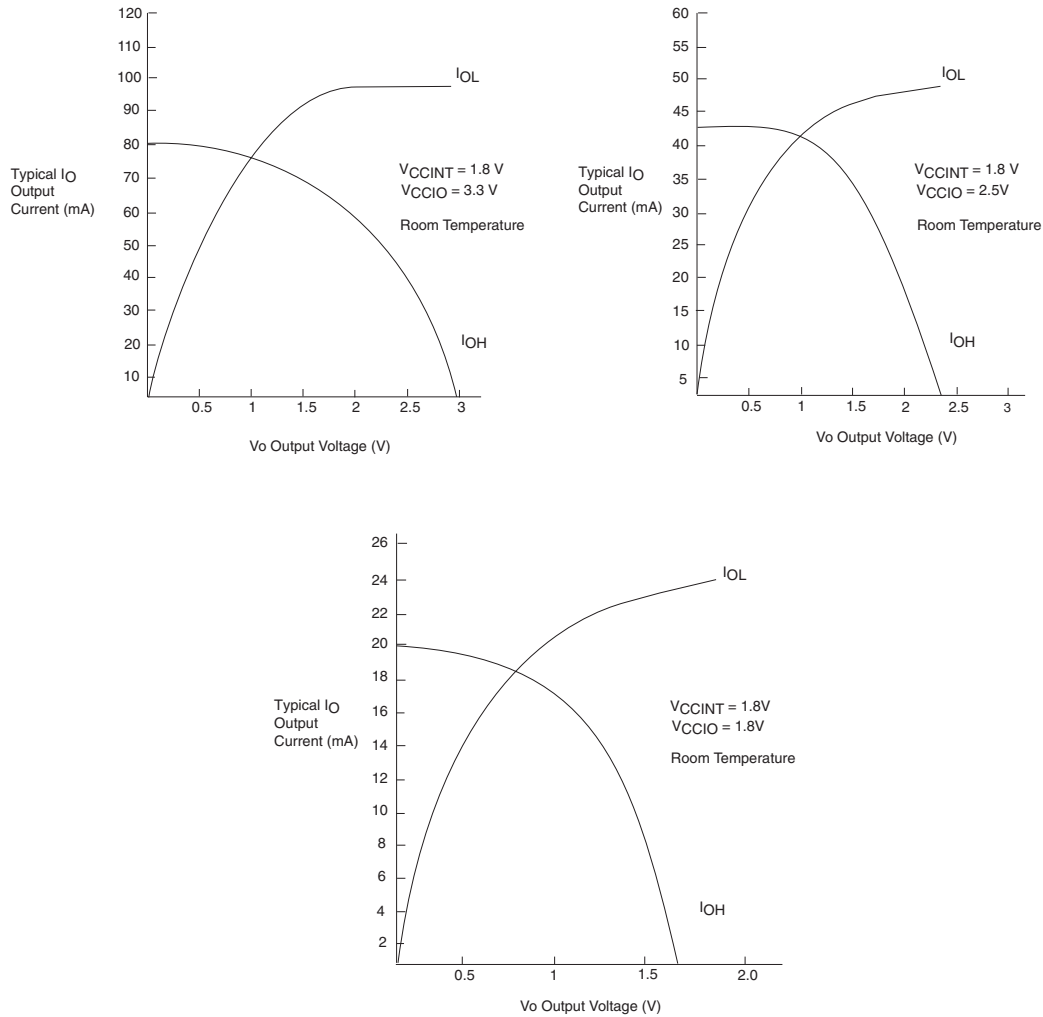 120
110
100
90
80
70
60
50
40
30
20
10
IOL
Typical IO
Output
Current (mA)
VCCINT = 1.8 V
VCCIO = 3.3 V
Room Temperature
IOH
0.5 1 1.5 2 2.5 3
Vo Output Voltage (V)
60
55
50
45
40
35
30
25
20
15
10
5
IOL
Typical IO
Output
Current (mA)
VCCINT = 1.8 V
VCCIO = 2.5V
Room Temperature
IOH
0.5 1 1.5 2 2.5 3
Vo Output Voltage (V)
26
24
22
20
18
16
14
12
10
8
6
4
2
IOL
Typical IO
Output
Current (mA)
VCCINT = 1.8V
VCCIO = 1.8V
Room Temperature
IOH
0.5 1 1.5 2.0
Vo Output Voltage (V)